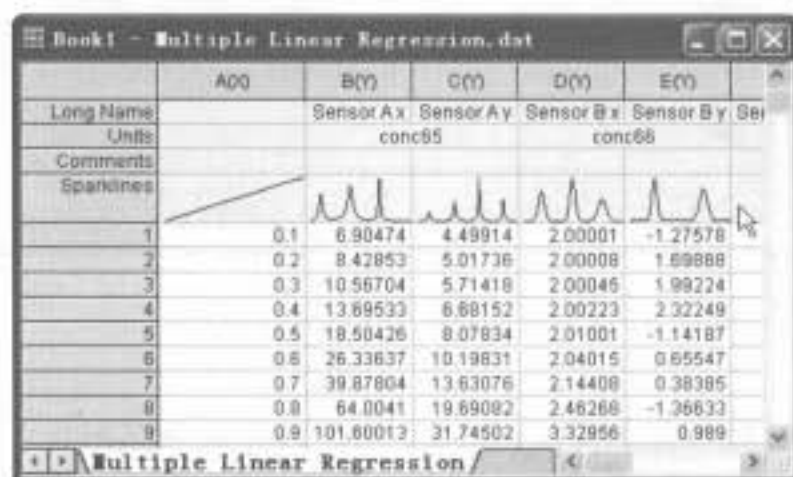 Book1 - Multiple Linear Regression.dat
A(X) B(Y) C(Y) D(Y) E(Y)
Long Name Sensor A x Sensor A y Sensor B x Sensor B y Sen
Units conc65 conc66
Comments
Sparklines
1 0.1 6.90474 4.49914 2.00001 -1.27578
2 0.2 8.42853 5.01736 2.00008 1.69888
3 0.3 10.56704 5.71418 2.00045 1.99224
4 0.4 13.69533 6.68152 2.00223 2.32249
5 0.5 18.50426 8.07834 2.01001 -1.14187
6 0.6 26.33637 10.19831 2.04015 0.65547
7 0.7 39.87804 13.63076 2.14408 0.38385
8 0.8 64.0041 19.69082 2.46268 -1.36633
9 0.9 101.60013 31.74502 3.32956 0.989
Multiple Linear Regression